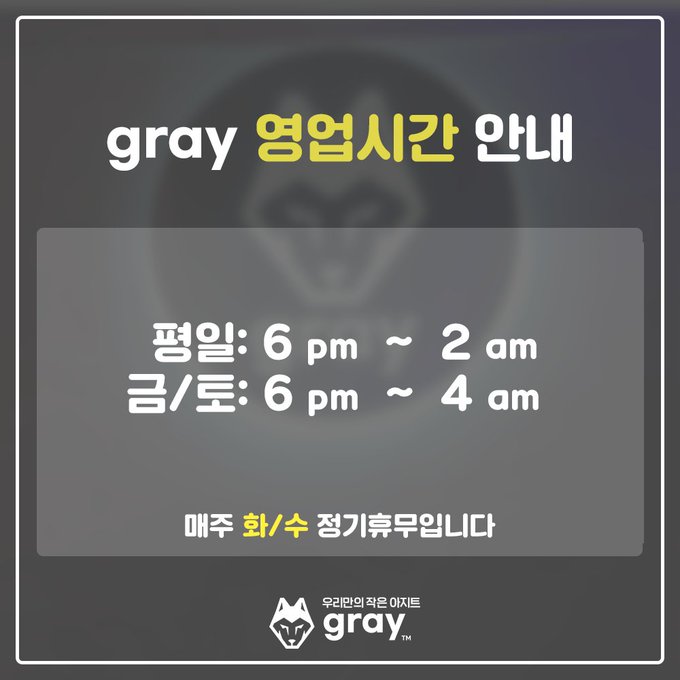 gray 영업시간 안내
평일: 6 pm ~ 2 am
금/토: 6 pm ~ 4 am
매주 화/수 정기휴무입니다
우리만의 작은 아지트
gray™